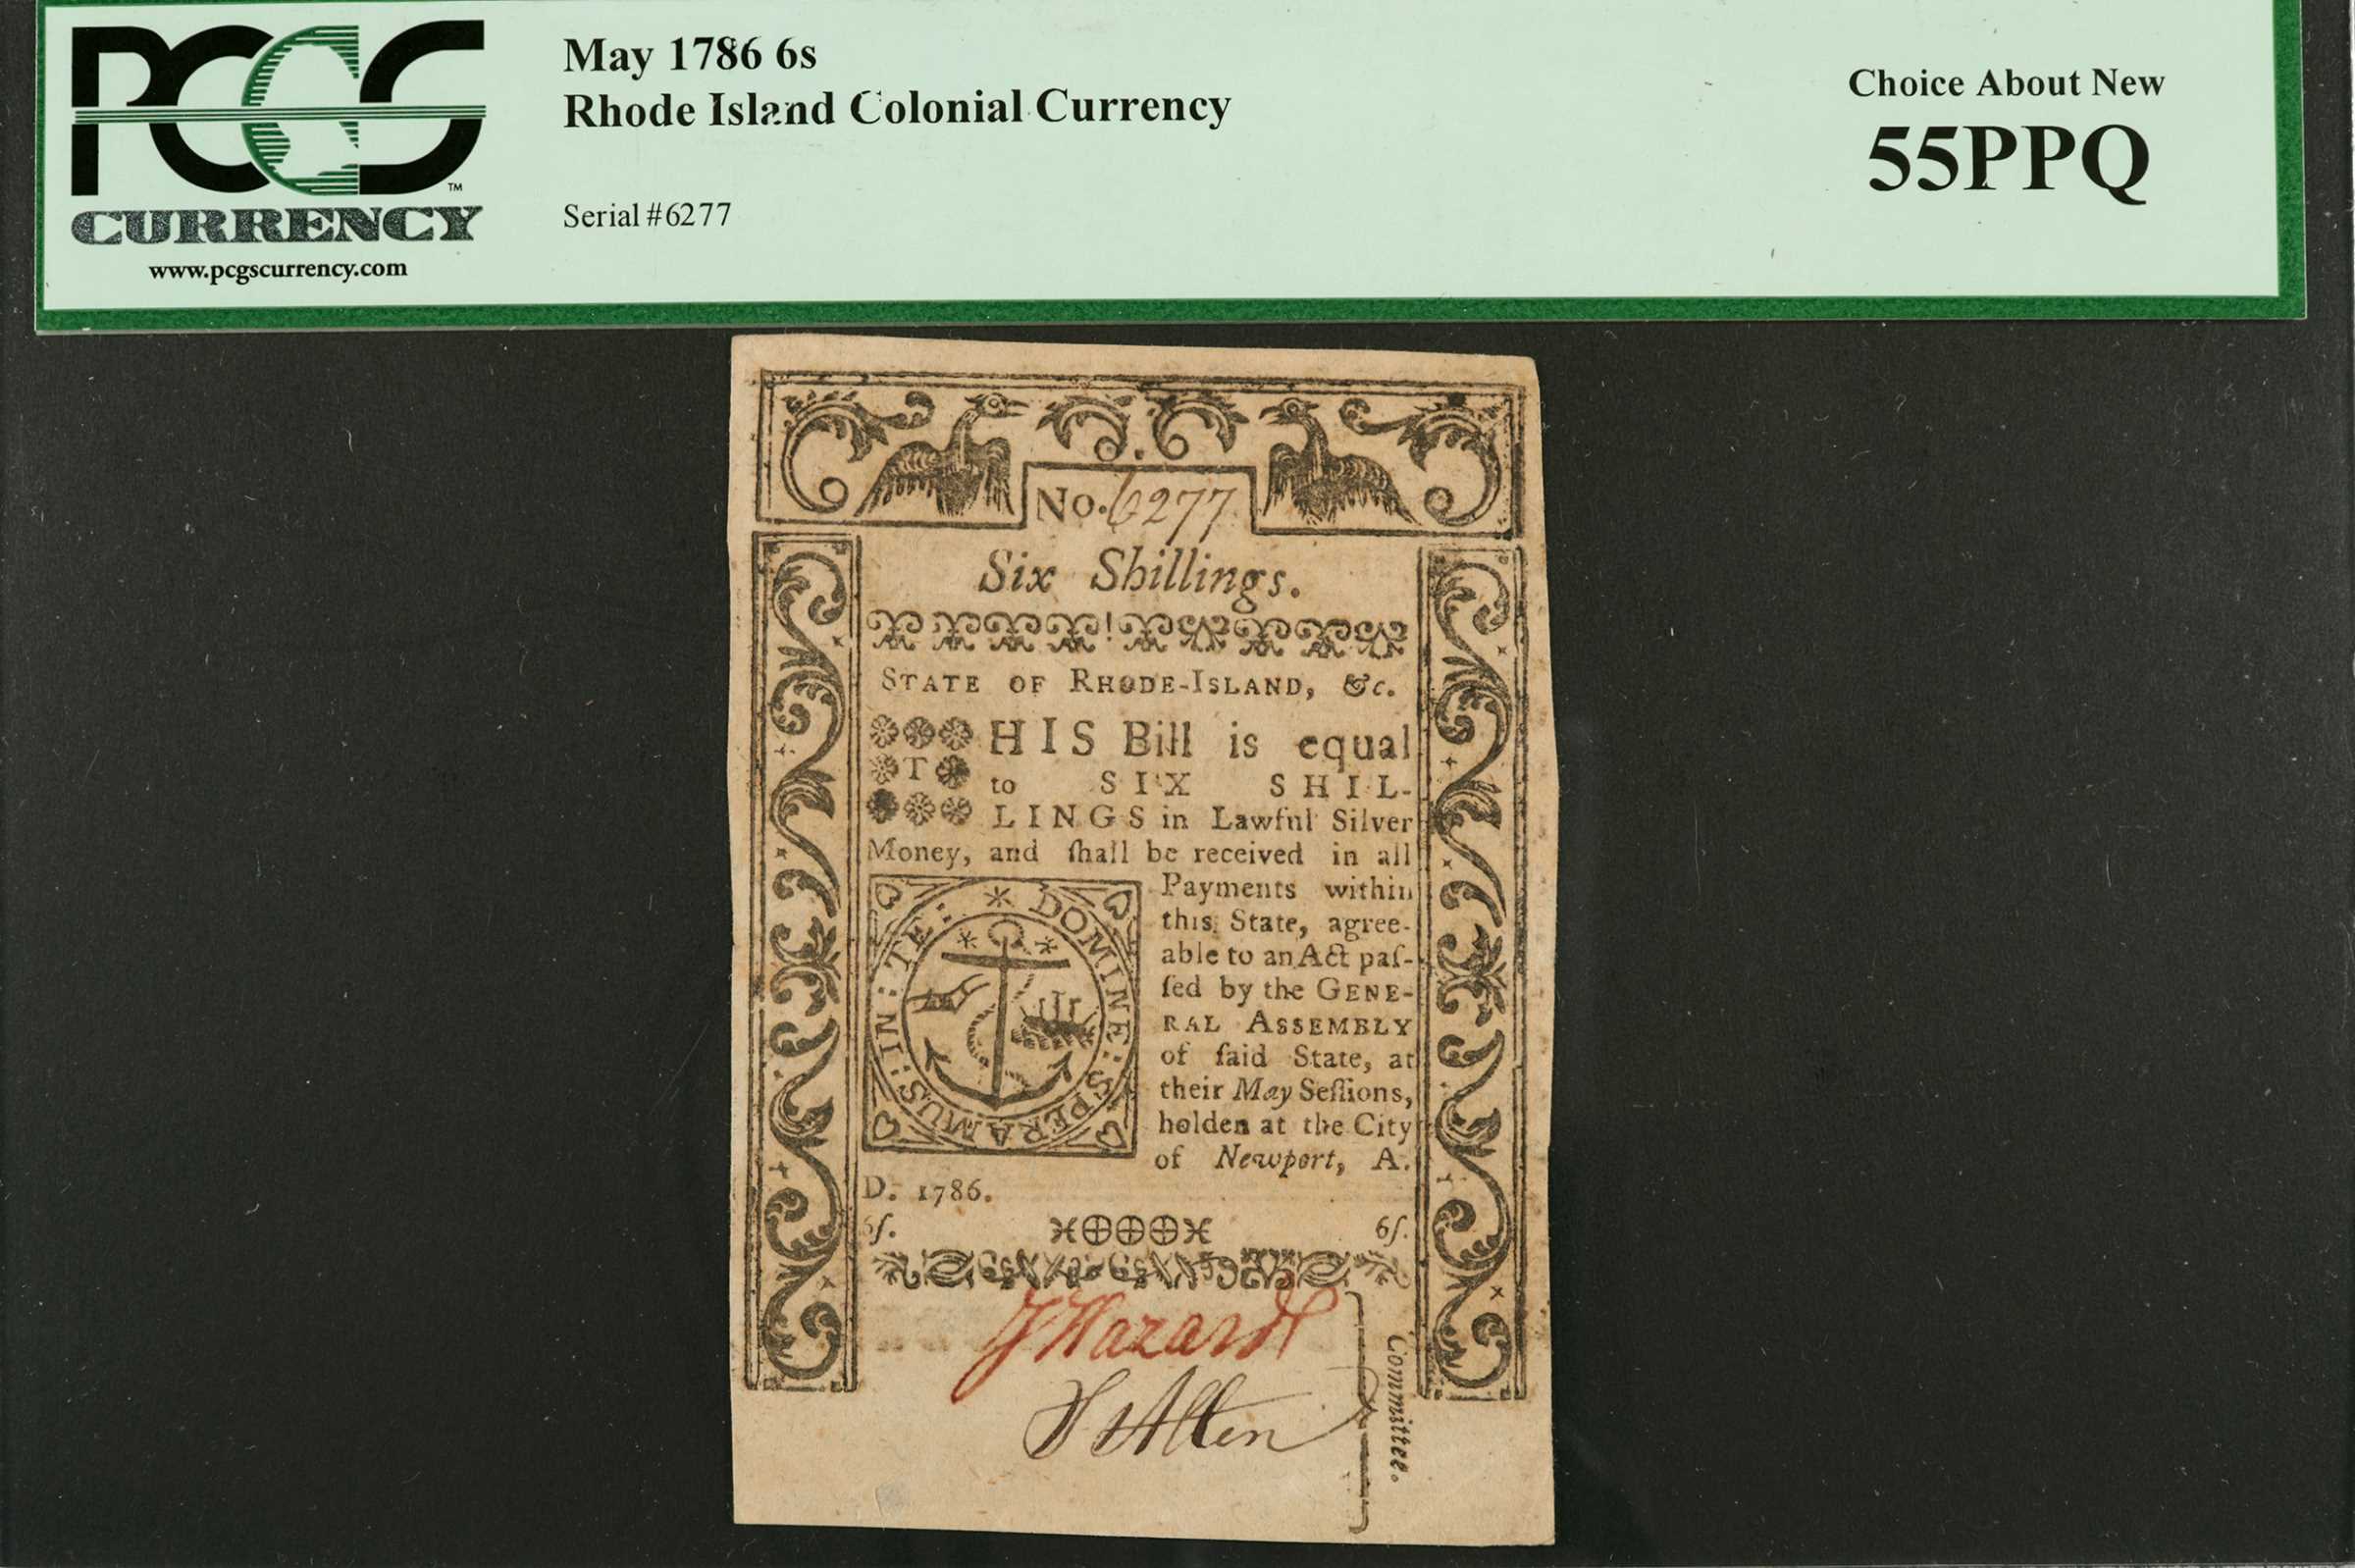 PCGS™
CURRENCY
www.pcgscurrency.com
May 1786 6s
Rhode Island Colonial Currency
Serial #6277
Choice About New
55PPQ
No. 6277
Six Shillings.
STATE OF RHODE-ISLAND, &c.
THIS Bill is equal
to SIX SHIL-
LINGS in Lawful Silver
Money, and ſhall be received in all
Payments within
this State, agree-
able to an Act paſ-
ſed by the GENE-
RAL ASSEMBLY
of ſaid State, at
their May Seſſions,
holden at the City
of Newport, A.
D. 1786.
IN : TE : DOMINE : SPERAMUS :
6ſ. 6ſ.
J Hazard
S Allen
Committee.